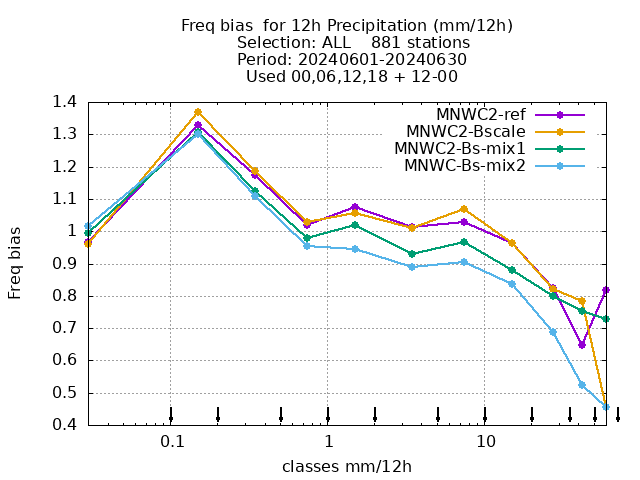 Freq bias  for 12h Precipitation (mm/12h)
Selection: ALL    881 stations
Period: 20240601-20240630
Used 00,06,12,18 + 12-00
MNWC2-ref
MNWC2-Bscale
MNWC2-Bs-mix1
MNWC-Bs-mix2
1.4
1.3
1.2
1.1
1
0.9
0.8
0.7
0.6
0.5
0.4
Freq bias
0.1
1
10
classes mm/12h